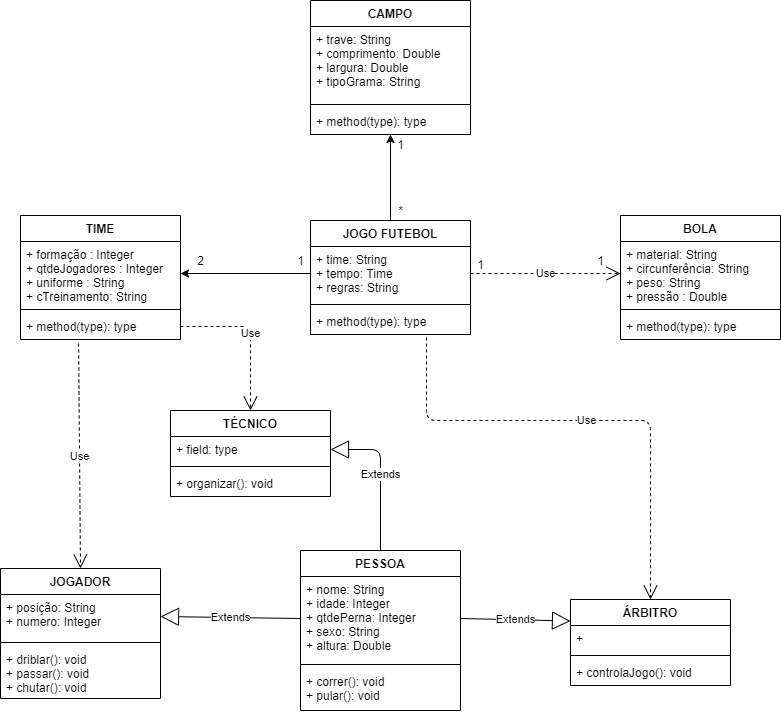 CAMPO
+ trave: String
+ comprimento: Double
+ largura: Double
+ tipoGrama: String
+ method(type): type
1
*
TIME
+ formação : Integer
+ qtdeJogadores : Integer
+ uniforme : String
+ cTreinamento: String
+ method(type): type
2
1
JOGO FUTEBOL
+ time: String
+ tempo: Time
+ regras: String
+ method(type): type
1
Use
1
BOLA
+ material: String
+ circunferência: String
+ peso: String
+ pressão : Double
+ method(type): type
Use
Use
Use
TÉCNICO
+ field: type
+ organizar(): void
Extends
JOGADOR
+ posição: String
+ numero: Integer
+ driblar(): void
+ passar(): void
+ chutar(): void
Extends
PESSOA
+ nome: String
+ idade: Integer
+ qtdePerna: Integer
+ sexo: String
+ altura: Double
+ correr(): void
+ pular(): void
Extends
ÁRBITRO
+
+ controlaJogo(): void